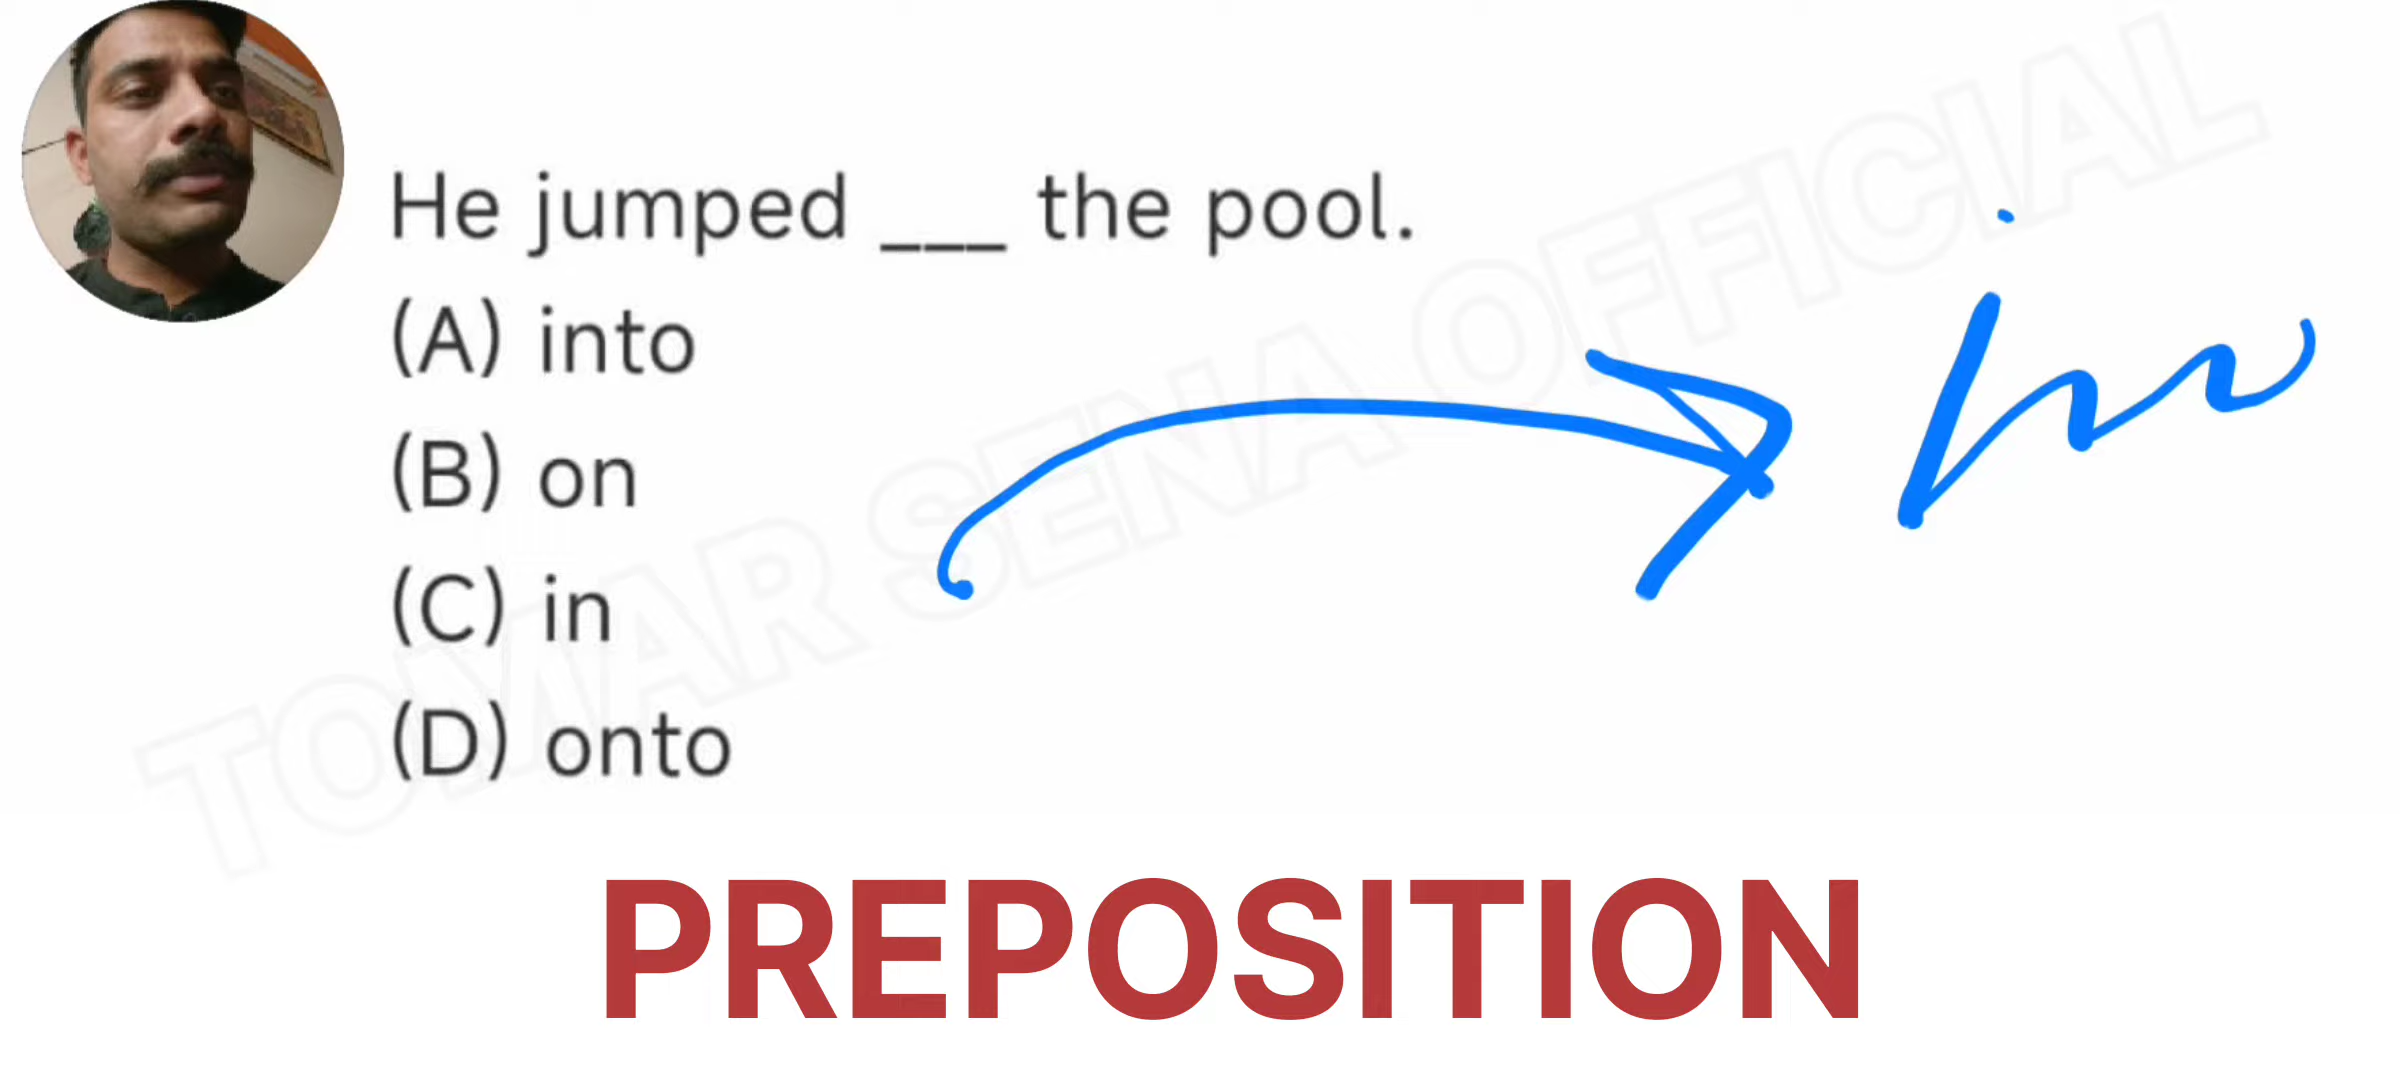 He jumped ___ the pool.
(A) into
(B) on
(C) in
(D) onto
in
TOMAR SENA OFFICIAL
PREPOSITION